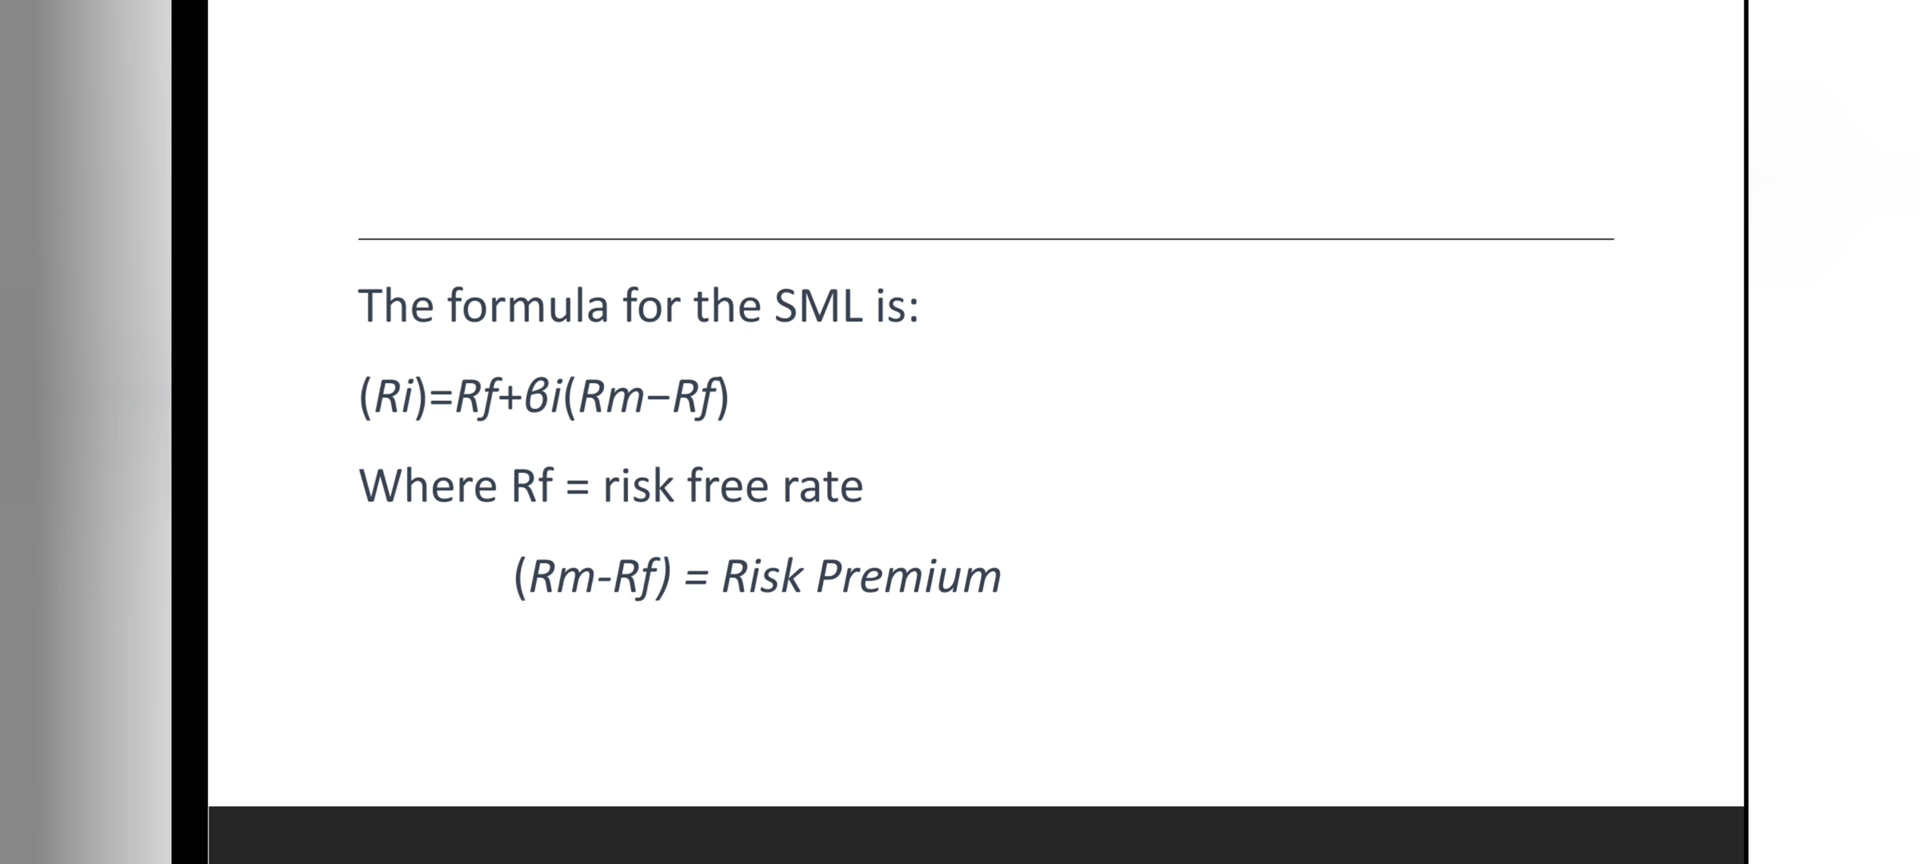 The formula for the SML is:
(Ri)=Rf+βi(Rm−Rf)
Where Rf = risk free rate
(Rm-Rf) = Risk Premium